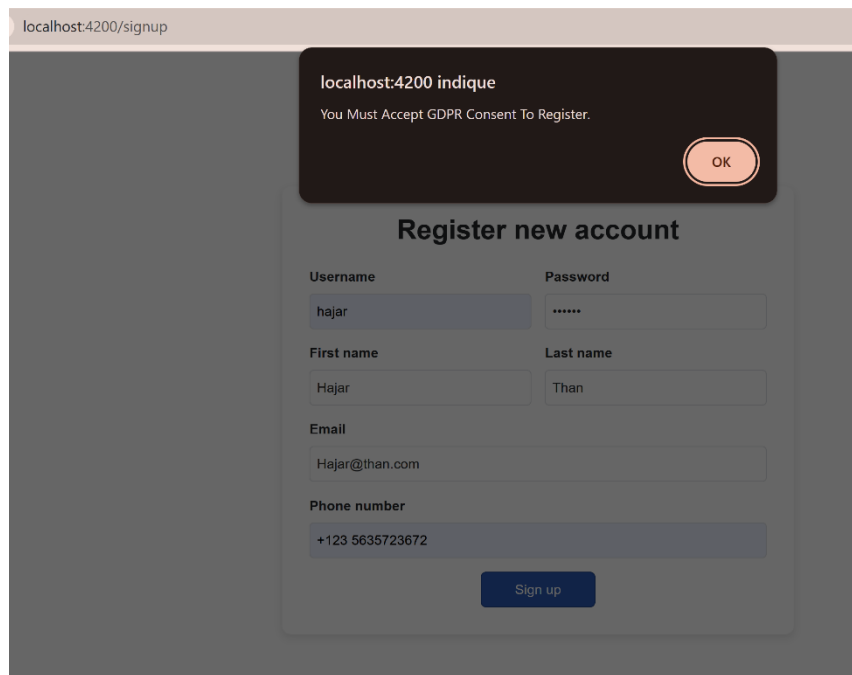 localhost:4200/signup
localhost:4200 indique
You Must Accept GDPR Consent To Register.
OK
Register new account
Username Password
hajar ••••••
First name Last name
Hajar Than
Email
Hajar@than.com
Phone number
+123 5635723672
Sign up